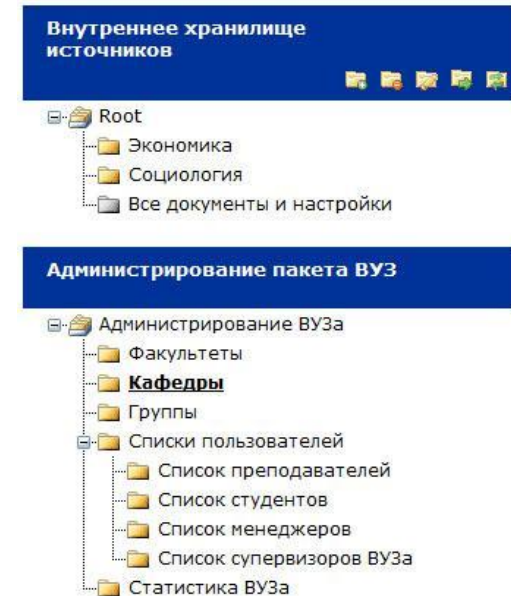 Внутреннее хранилище
источников
Root
Экономика
Социология
Все документы и настройки
Администрирование пакета ВУЗ
Администрирование ВУЗа
Факультеты
Кафедры
Группы
Списки пользователей
Список преподавателей
Список студентов
Список менеджеров
Список супервизоров ВУЗа
Статистика ВУЗа